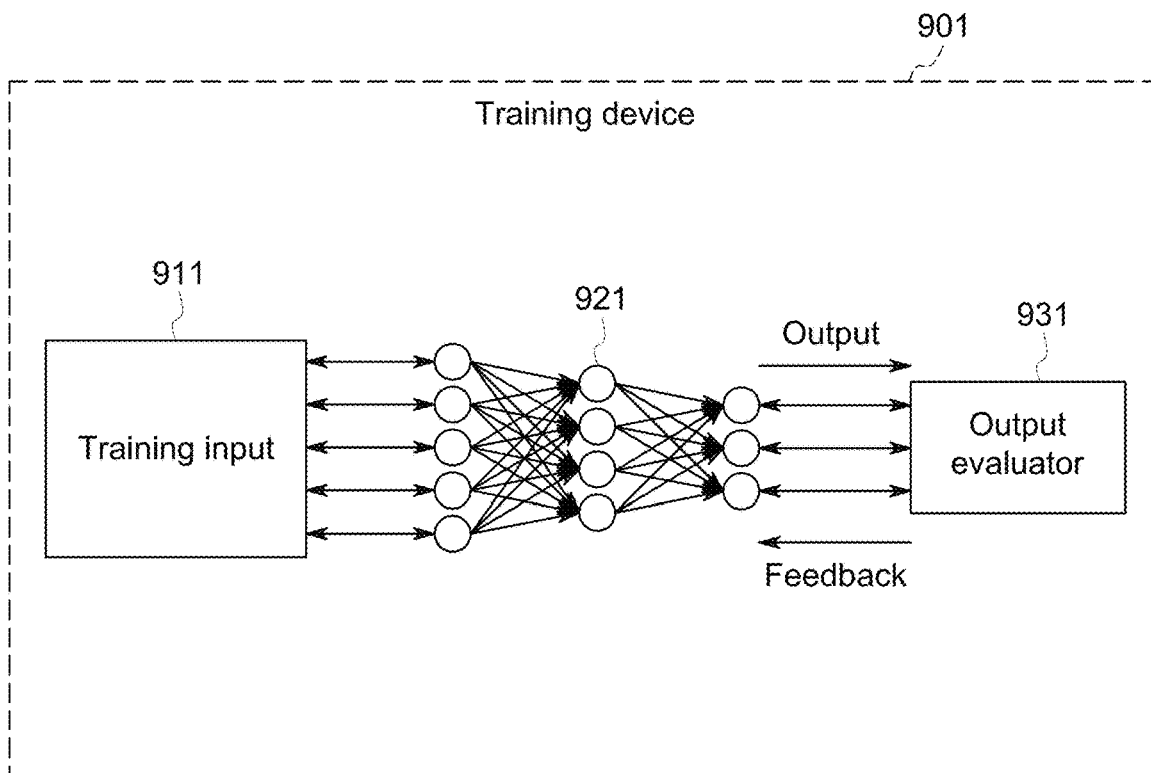 901
Training device
911
921
931
Output
Training input
Output
evaluator
Feedback